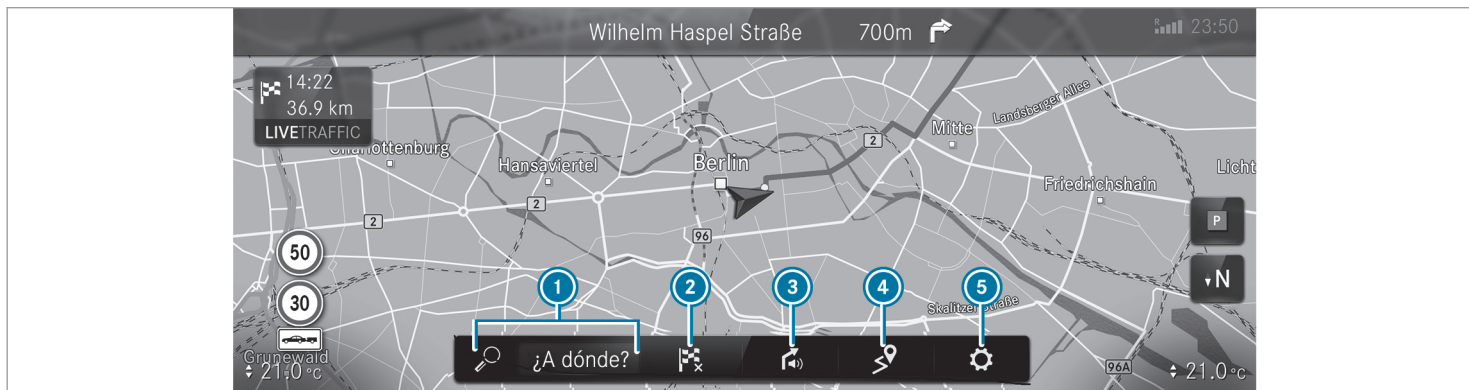 Wilhelm Haspel Straße 700m R 23:50
14:22
36.9 km
LIVETRAFFIC
Landsberger Allee
Mitte
2
Hansaviertel
Berlin
Licht
Friedrichshain
2
2
P
96
50
N
1
2
3
4
5
30
Skalitzer Straße
¿A dónde?
Grunewald
21.0 °C
96A
21.0 °C